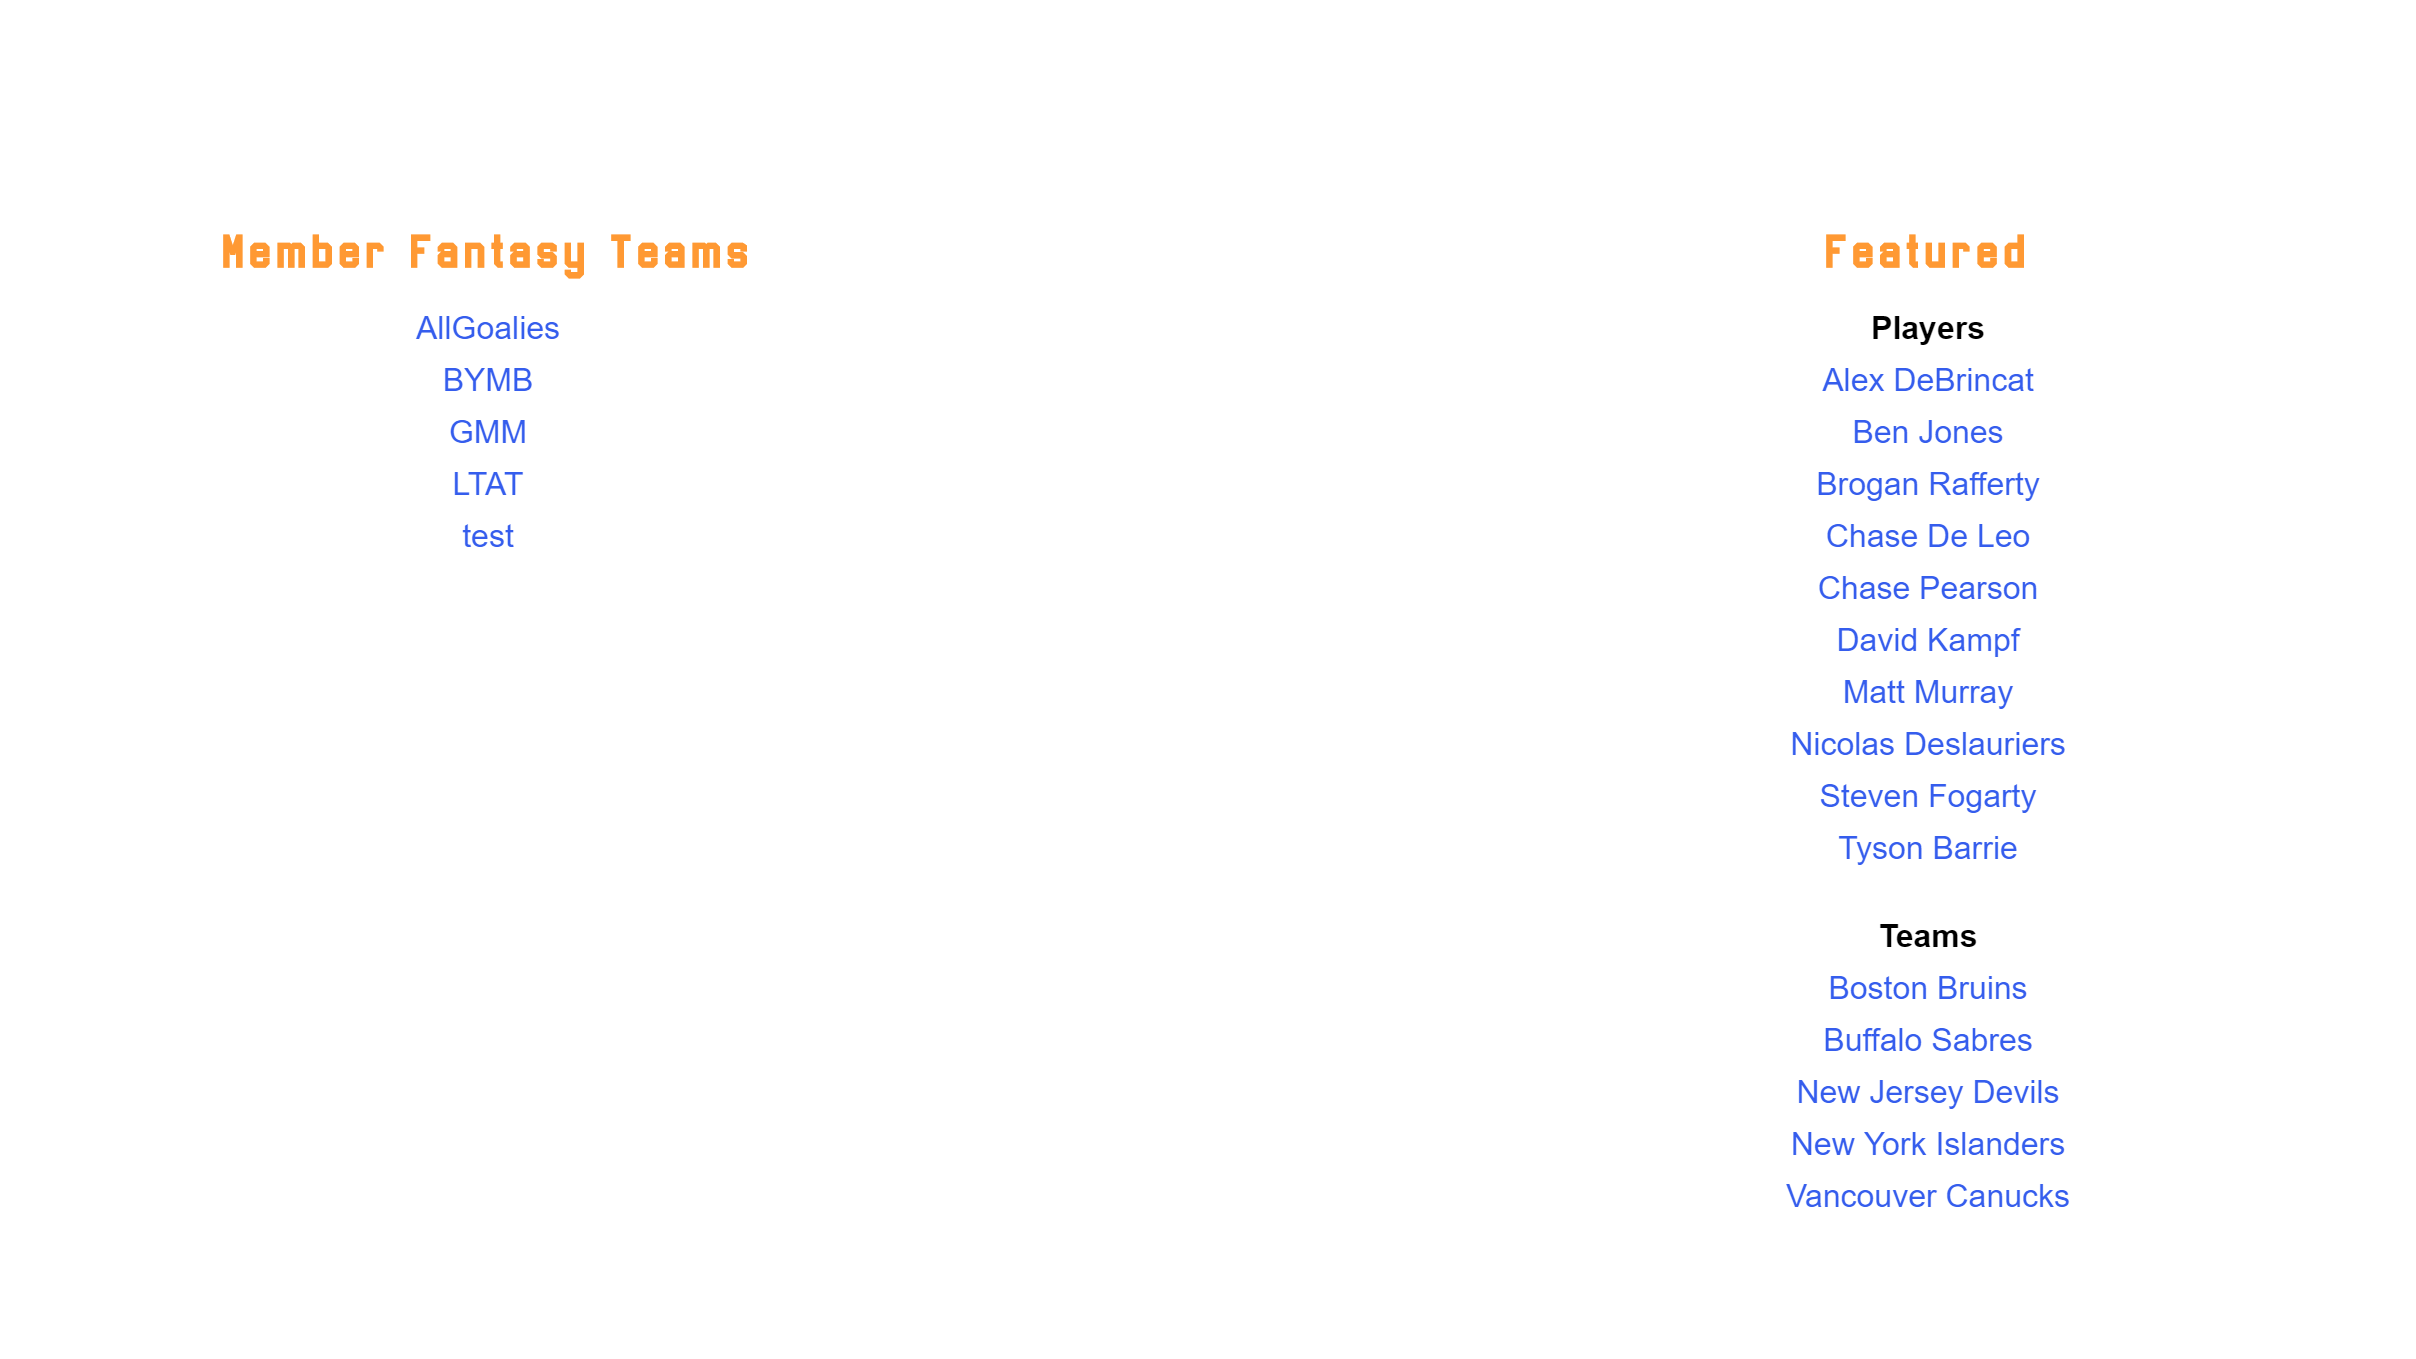 Member Fantasy Teams
AllGoalies
BYMB
GMM
LTAT
test
Featured
Players
Alex DeBrincat
Ben Jones
Brogan Rafferty
Chase De Leo
Chase Pearson
David Kampf
Matt Murray
Nicolas Deslauriers
Steven Fogarty
Tyson Barrie
Teams
Boston Bruins
Buffalo Sabres
New Jersey Devils
New York Islanders
Vancouver Canucks